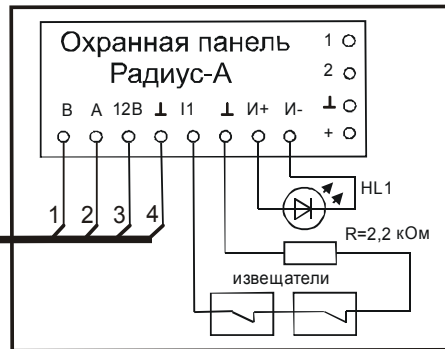 Охранная панель
Радиус-А
1
2
⊥
+
В А 12В ⊥ I1 ⊥ И+ И-
1 2 3 4
HL1
R=2,2 кОм
извещатели